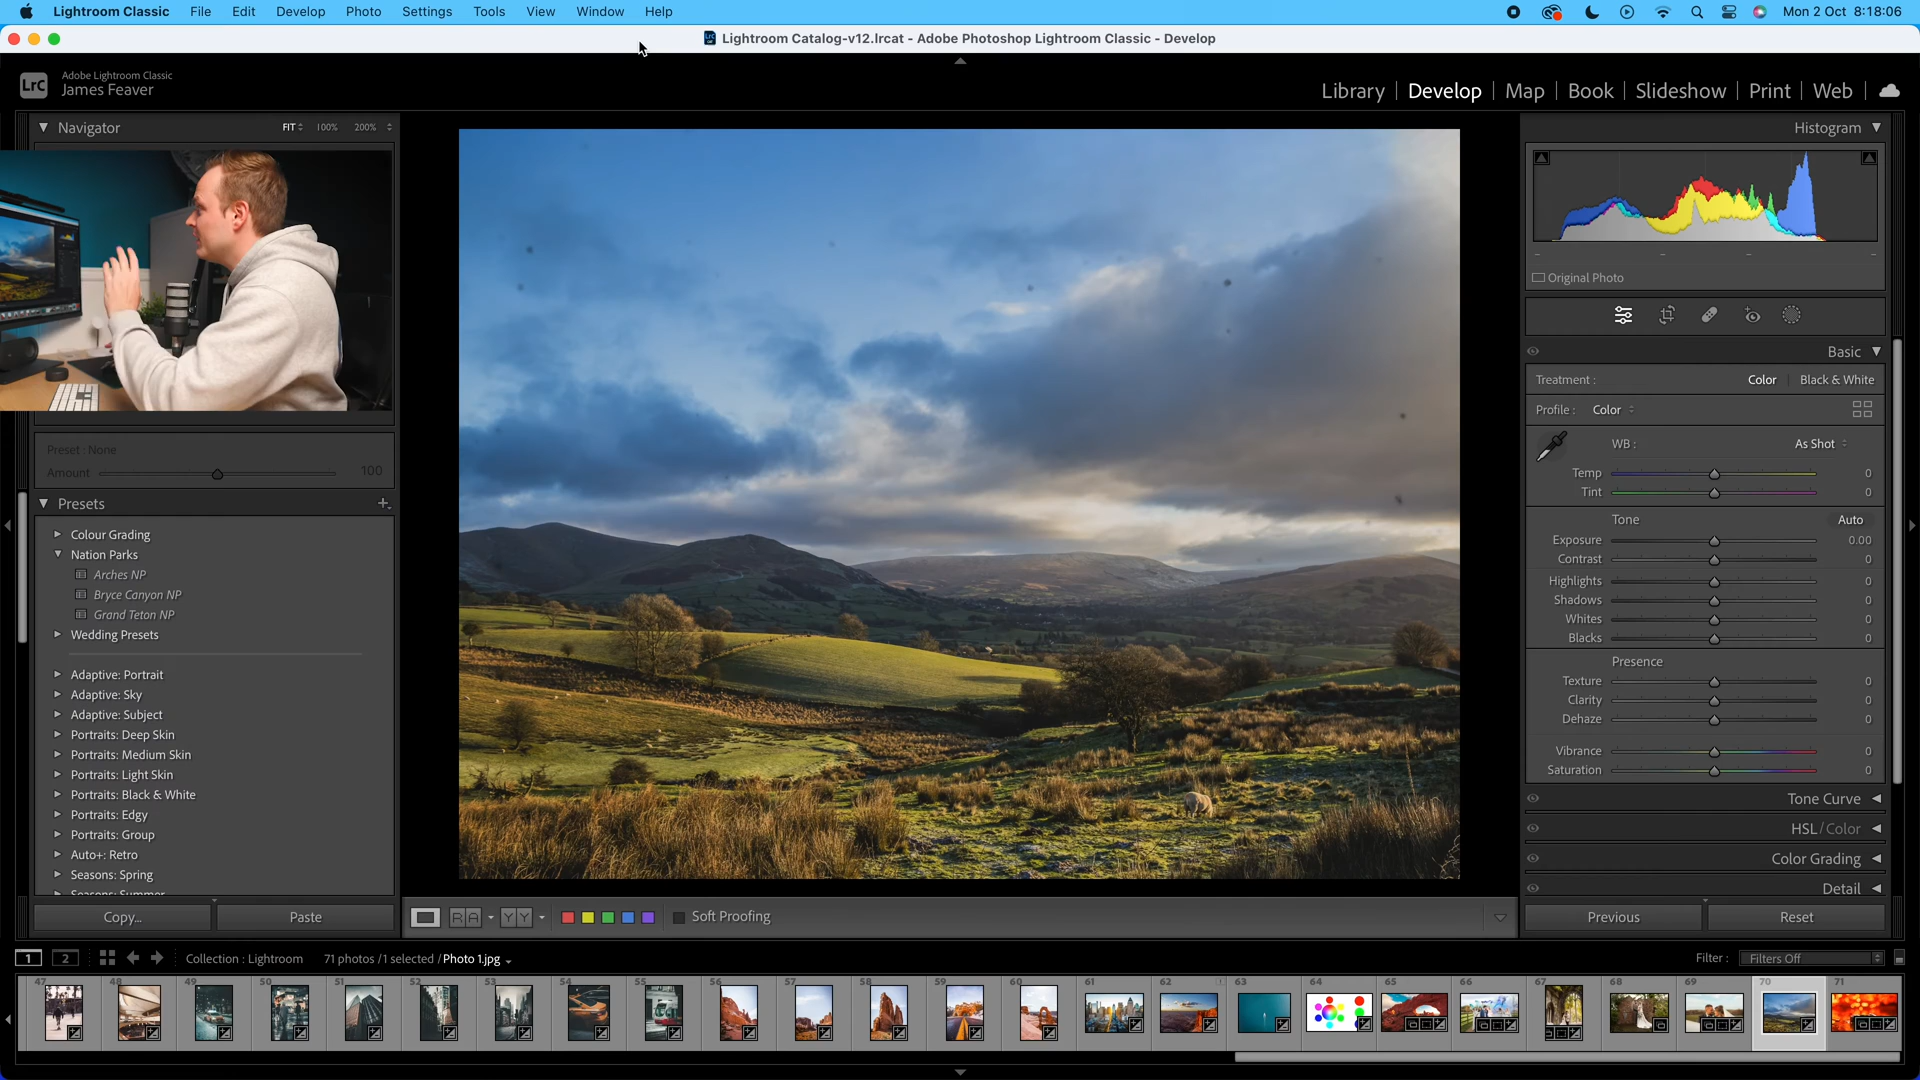 Lightroom Classic File Edit Develop Photo Settings Tools View Window Help Mon 2 Oct 8:18:06
Lightroom Catalog-v12.lrcat - Adobe Photoshop Lightroom Classic - Develop
LrC
Adobe Lightroom Classic
James Feaver
Library | Develop | Map | Book | Slideshow | Print | Web
Navigator FIT 100% 200%
Preset : None
Amount 100
Presets
Colour Grading
Nation Parks
Arches NP
Bryce Canyon NP
Grand Teton NP
Wedding Presets
Adaptive: Portrait
Adaptive: Sky
Adaptive: Subject
Portraits: Deep Skin
Portraits: Medium Skin
Portraits: Light Skin
Portraits: Black & White
Portraits: Edgy
Portraits: Group
Auto+: Retro
Seasons: Spring
Seasons: Summer
Copy... Paste
R A Y Y Soft Proofing
Histogram
Original Photo
Basic
Treatment : Color Black & White
Profile : Color
WB : As Shot
Temp 0
Tint 0
Tone Auto
Exposure 0.00
Contrast 0
Highlights 0
Shadows 0
Whites 0
Blacks 0
Presence
Texture 0
Clarity 0
Dehaze 0
Vibrance 0
Saturation 0
Tone Curve
HSL / Color
Color Grading
Detail
Previous Reset
1 2 Collection : Lightroom 71 photos / 1 selected / Photo 1.jpg Filter : Filters Off
47 48 49 50 51 52 53 54 55 56 57 58 59 60 61 62 63 64 65 66 67 68 69 70 71